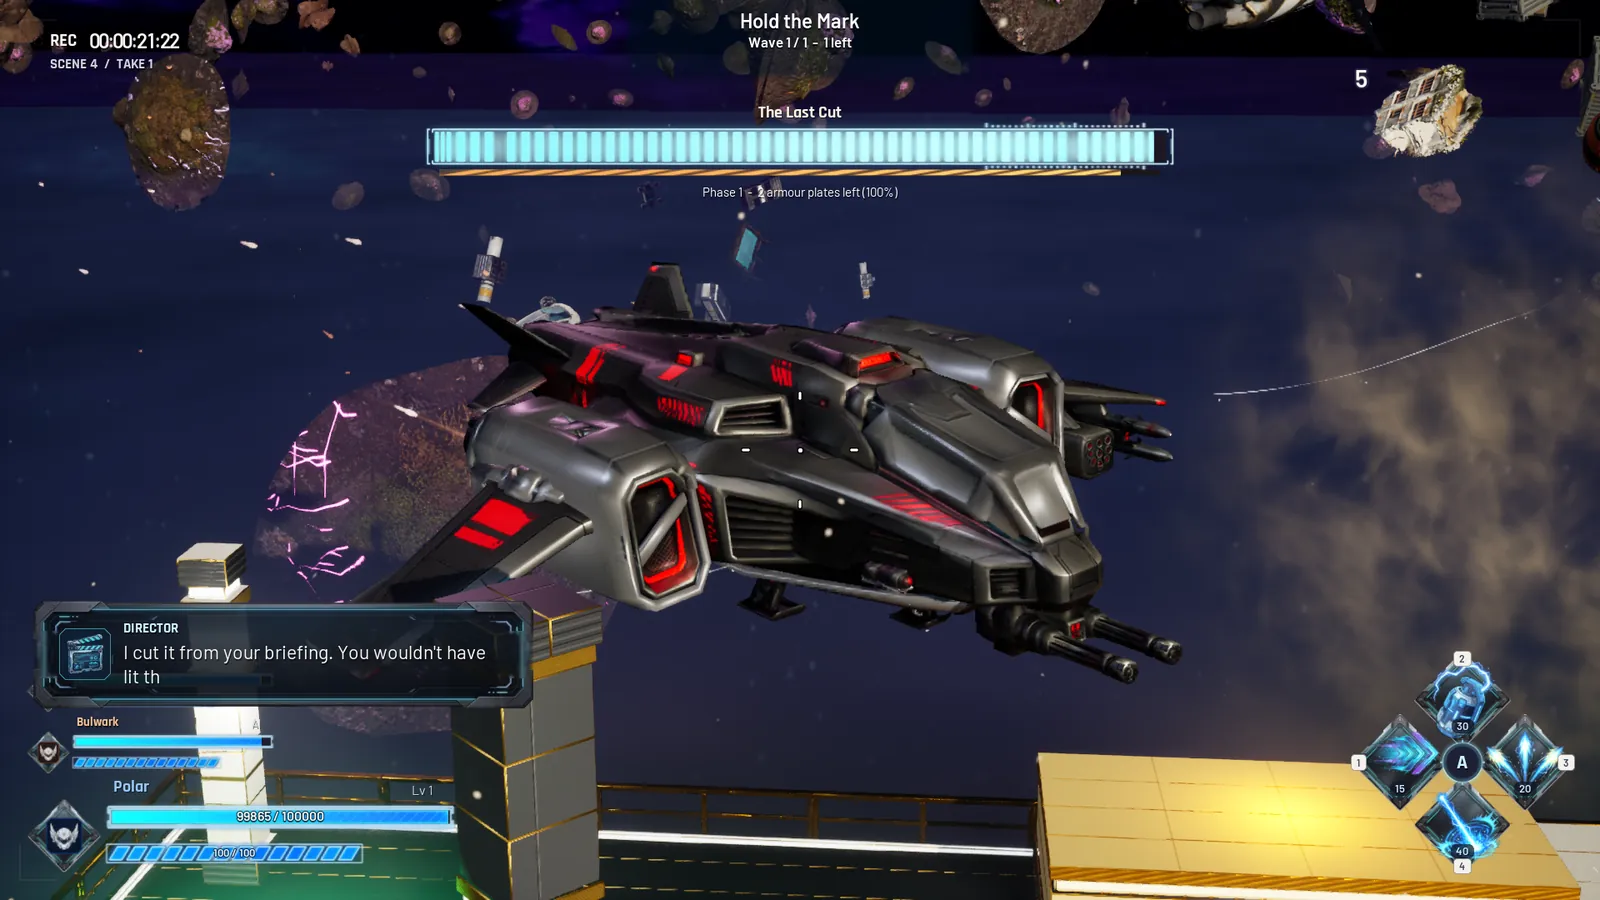 REC 00:00:21:22
SCENE 4 / TAKE 1
Hold the Mark
Wave 1 / 1 - 1 left
5
The Last Cut
Phase 1 - 2 armour plates left (100%)
DIRECTOR
I cut it from your briefing. You wouldn't have
lit th
Bulwark
Polar
Lv 1
99865 / 100000
100 / 100
2
30
1
15
A
3
20
40
4